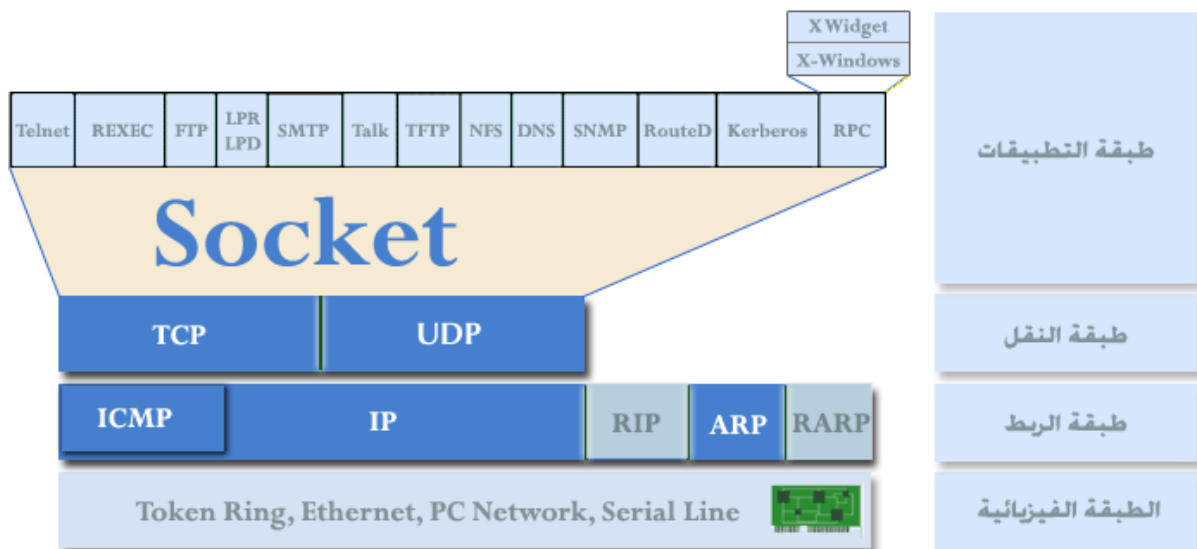 X Widget
X-Windows
Telnet REXEC FTP LPR LPD SMTP Talk TFTP NFS DNS SNMP RouteD Kerberos RPC
طبقة التطبيقات
Socket
TCP UDP
طبقة النقل
ICMP IP RIP ARP RARP
طبقة الربط
Token Ring, Ethernet, PC Network, Serial Line
الطبقة الفيزيائية